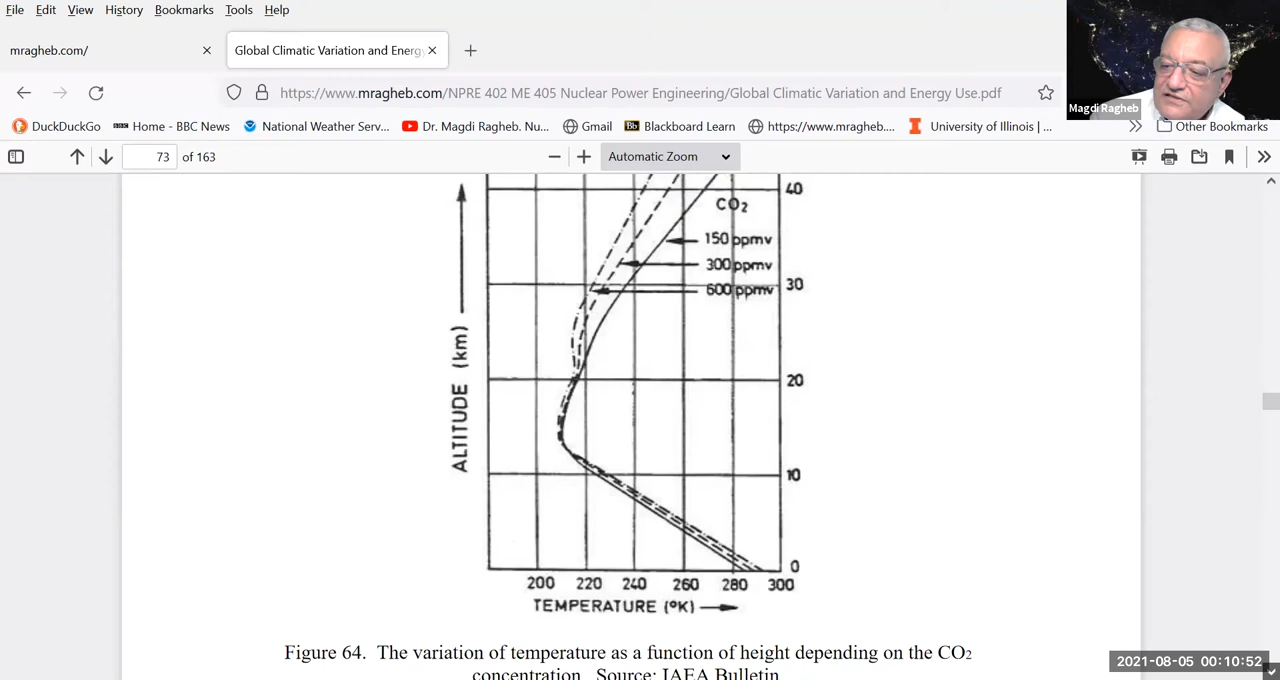 File Edit View History Bookmarks Tools Help
mragheb.com/ × Global Climatic Variation and Energ × +
https://www.mragheb.com/NPRE 402 ME 405 Nuclear Power Engineering/Global Climatic Variation and Energy Use.pdf
Magdi Ragheb
DuckDuckGo BBC Home - BBC News National Weather Serv... Dr. Magdi Ragheb. Nu... Gmail Bb Blackboard Learn https://www.mragheb.... University of Illinois |... Other Bookmarks
73 of 163 Automatic Zoom
40
CO₂
150 ppmv
300 ppmv
30
600 ppmv
ALTITUDE (km)
20
10
0
200 220 240 260 280 300
TEMPERATURE (°K)
Figure 64. The variation of temperature as a function of height depending on the CO₂
concentration. Source: IAEA Bulletin
2021-08-05 00:10:52